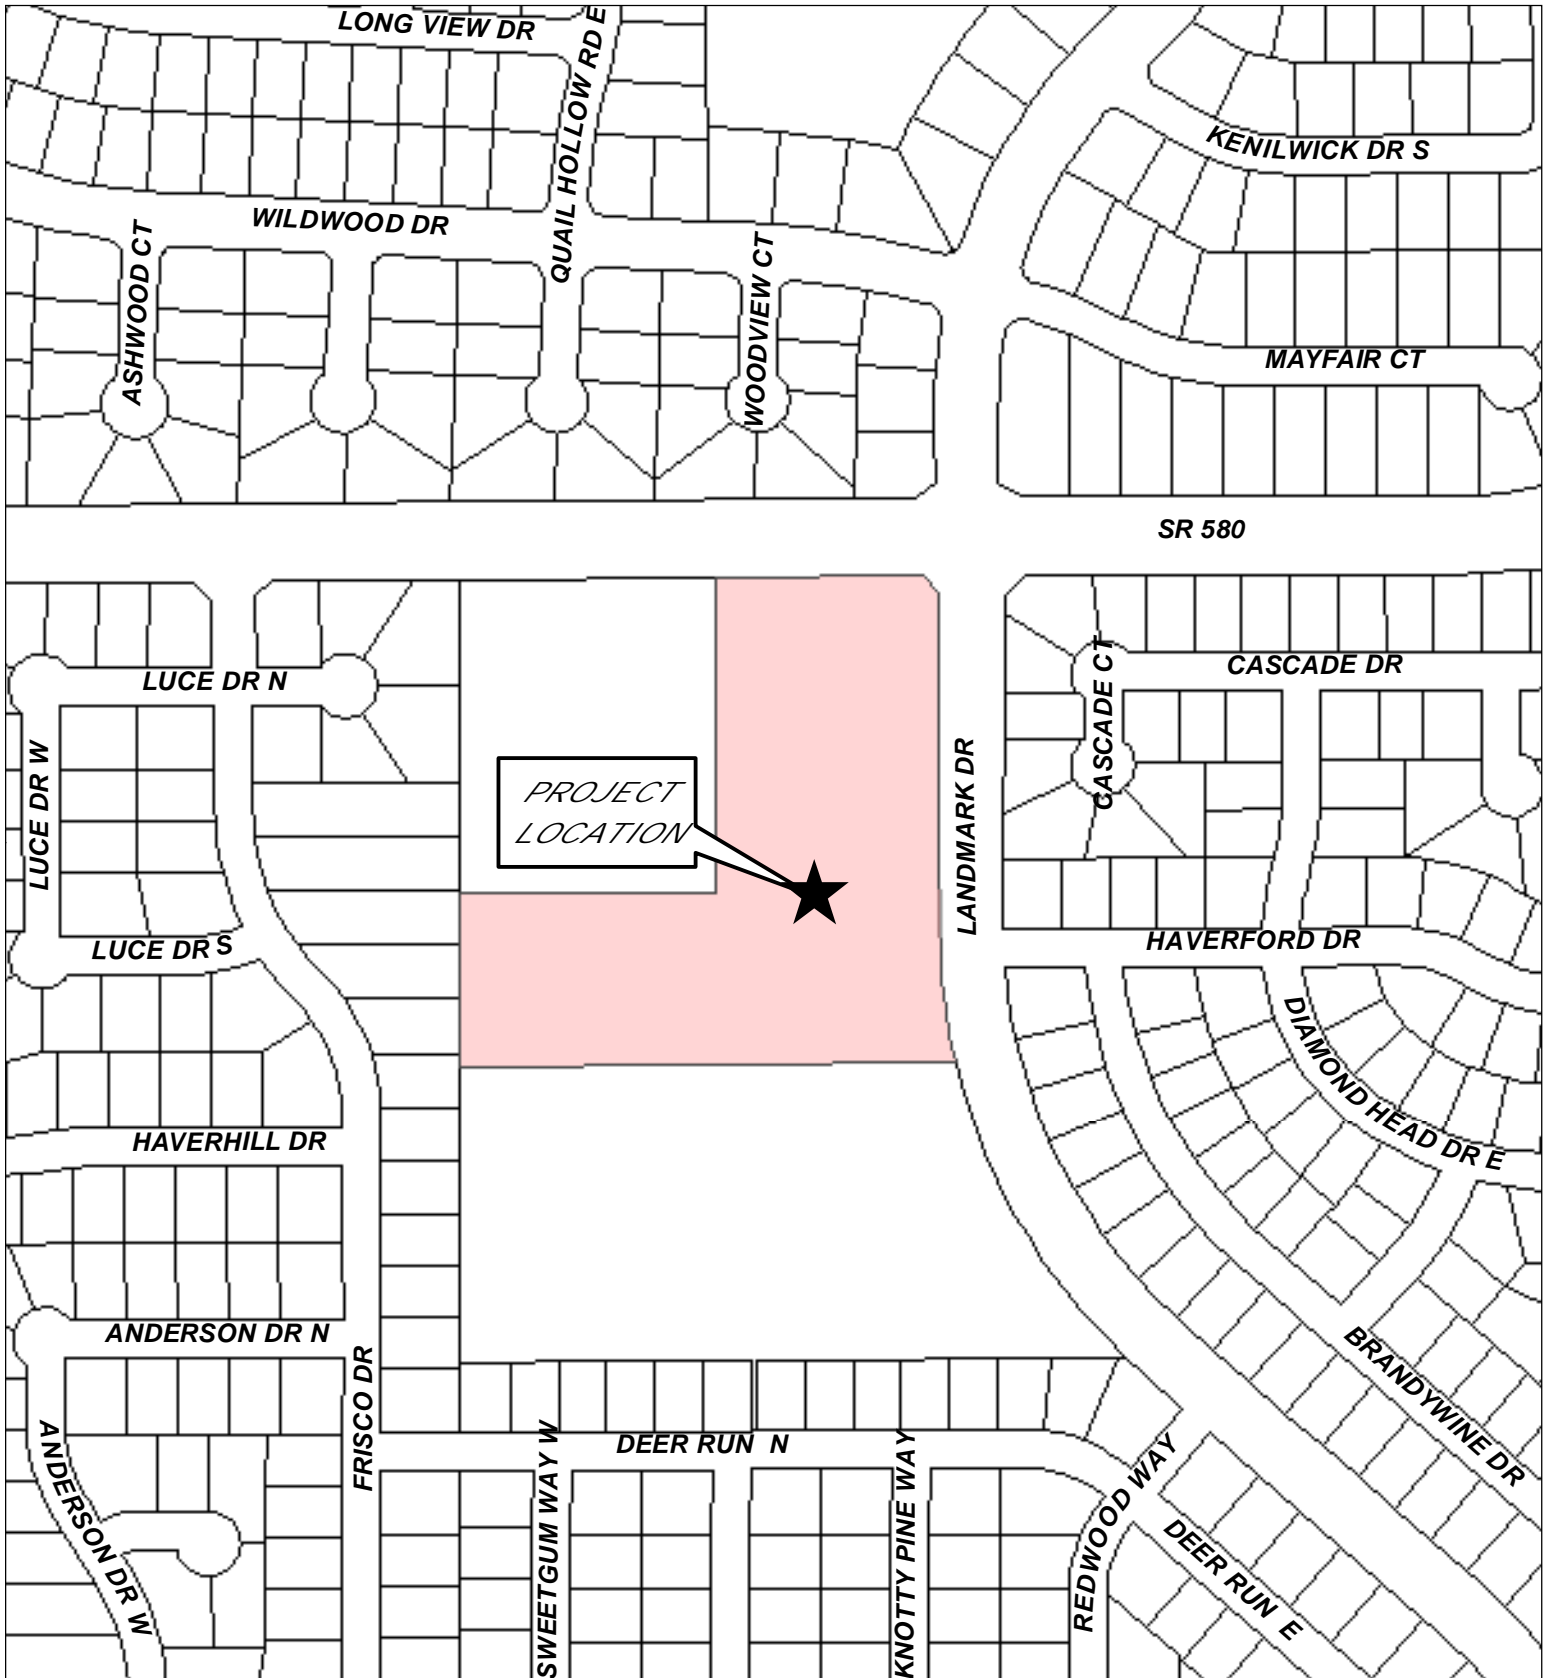 LONG VIEW DR
QUAIL HOLLOW RD E
KENILWICK DR S
WILDWOOD DR
ASHWOOD CT
WOODVIEW CT
MAYFAIR CT
SR 580
LUCE DR N
CASCADE CT
CASCADE DR
LUCE DR W
PROJECT
LOCATION
LANDMARK DR
LUCE DR S
HAVERFORD DR
DIAMOND HEAD DR E
HAVERHILL DR
ANDERSON DR N
FRISCO DR
BRANDYWINE DR
ANDERSON DR W
SWEETGUM WAY W
DEER RUN N
KNOTTY PINE WAY
REDWOOD WAY
DEER RUN E